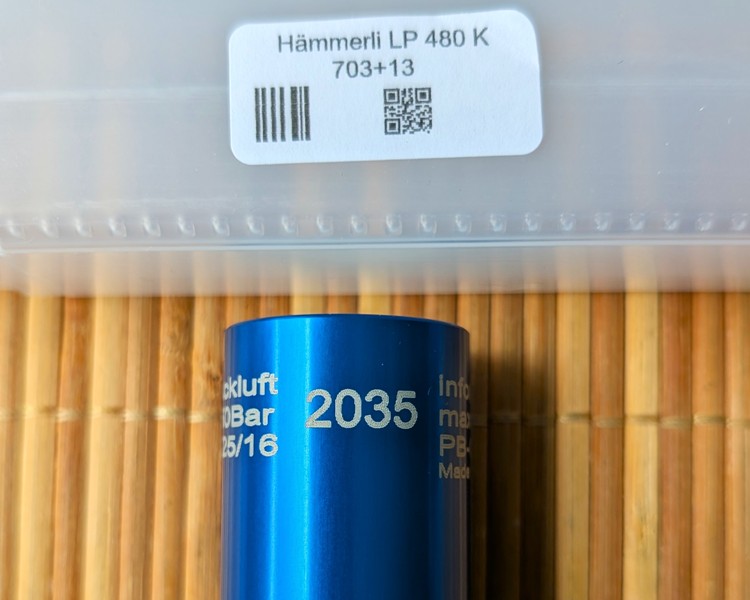 Hämmerli LP 480 K
703+13
ckluft
0Bar
25/16
2035
info
max
PB-
Made